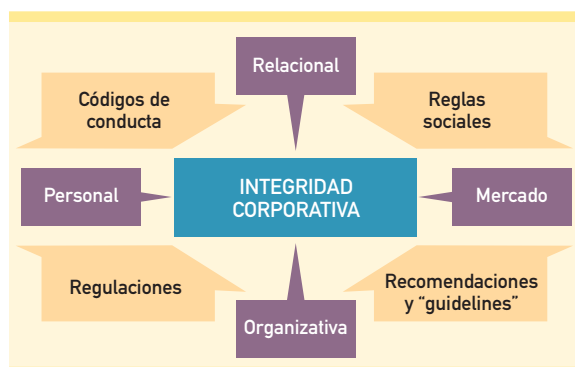 Relacional
Códigos de
conducta
Reglas
sociales
Personal
INTEGRIDAD
CORPORATIVA
Mercado
Regulaciones
Recomendaciones
y “guidelines”
Organizativa